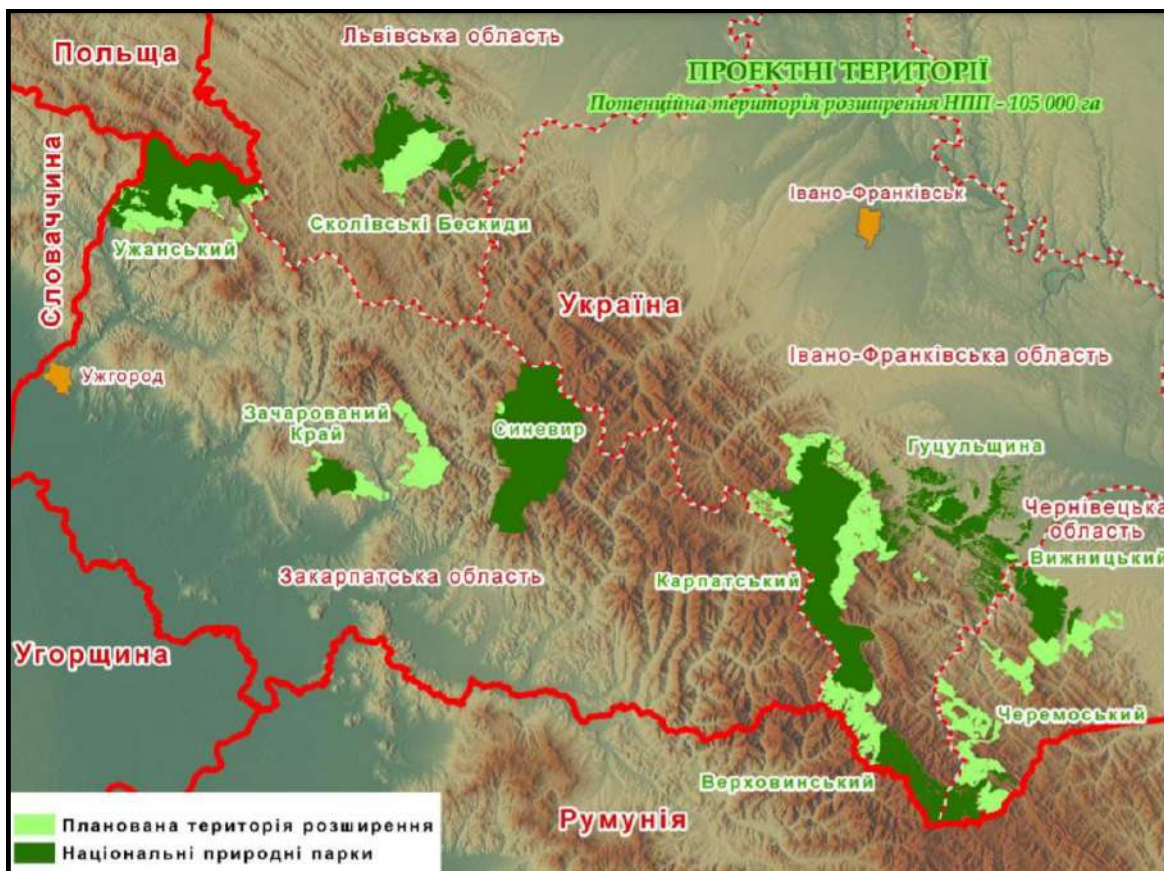 Польща
Львівська область
ПРОЕКТНІ ТЕРИТОРІЇ
Потенційна територія розширення НПП - 105 000 га
Словаччина
Івано-Франківськ
Сколівські Бескиди
Ужанський
Україна
Івано-Франківська область
Ужгород
Зачарований
Край
Синевир
Гуцульщина
Чернівецька
область
Вижницький
Закарпатська область
Карпатський
Угорщина
Черемоський
Верховинський
Румунія
Планована територія розширення
Національні природні парки